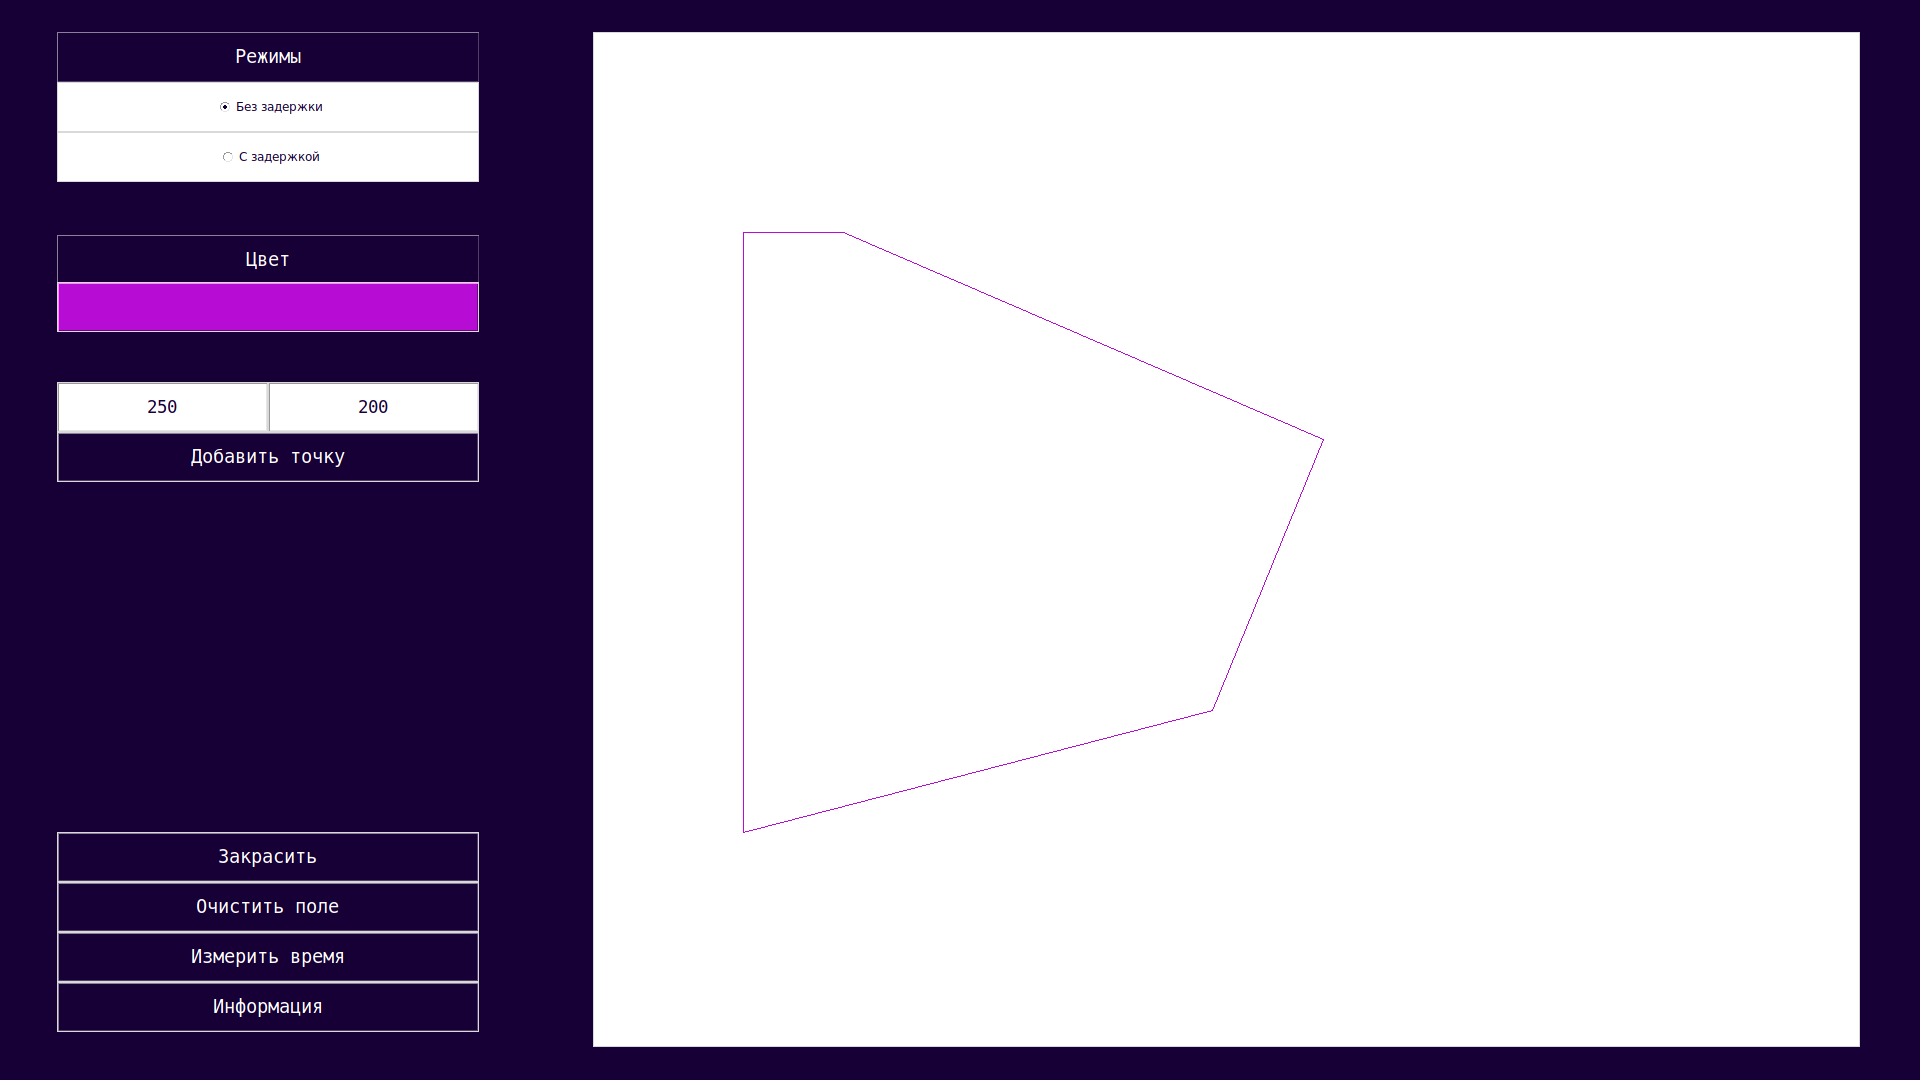 Режимы
Без задержки
С задержкой
Цвет
250 200
Добавить точку
Закрасить
Очистить поле
Измерить время
Информация